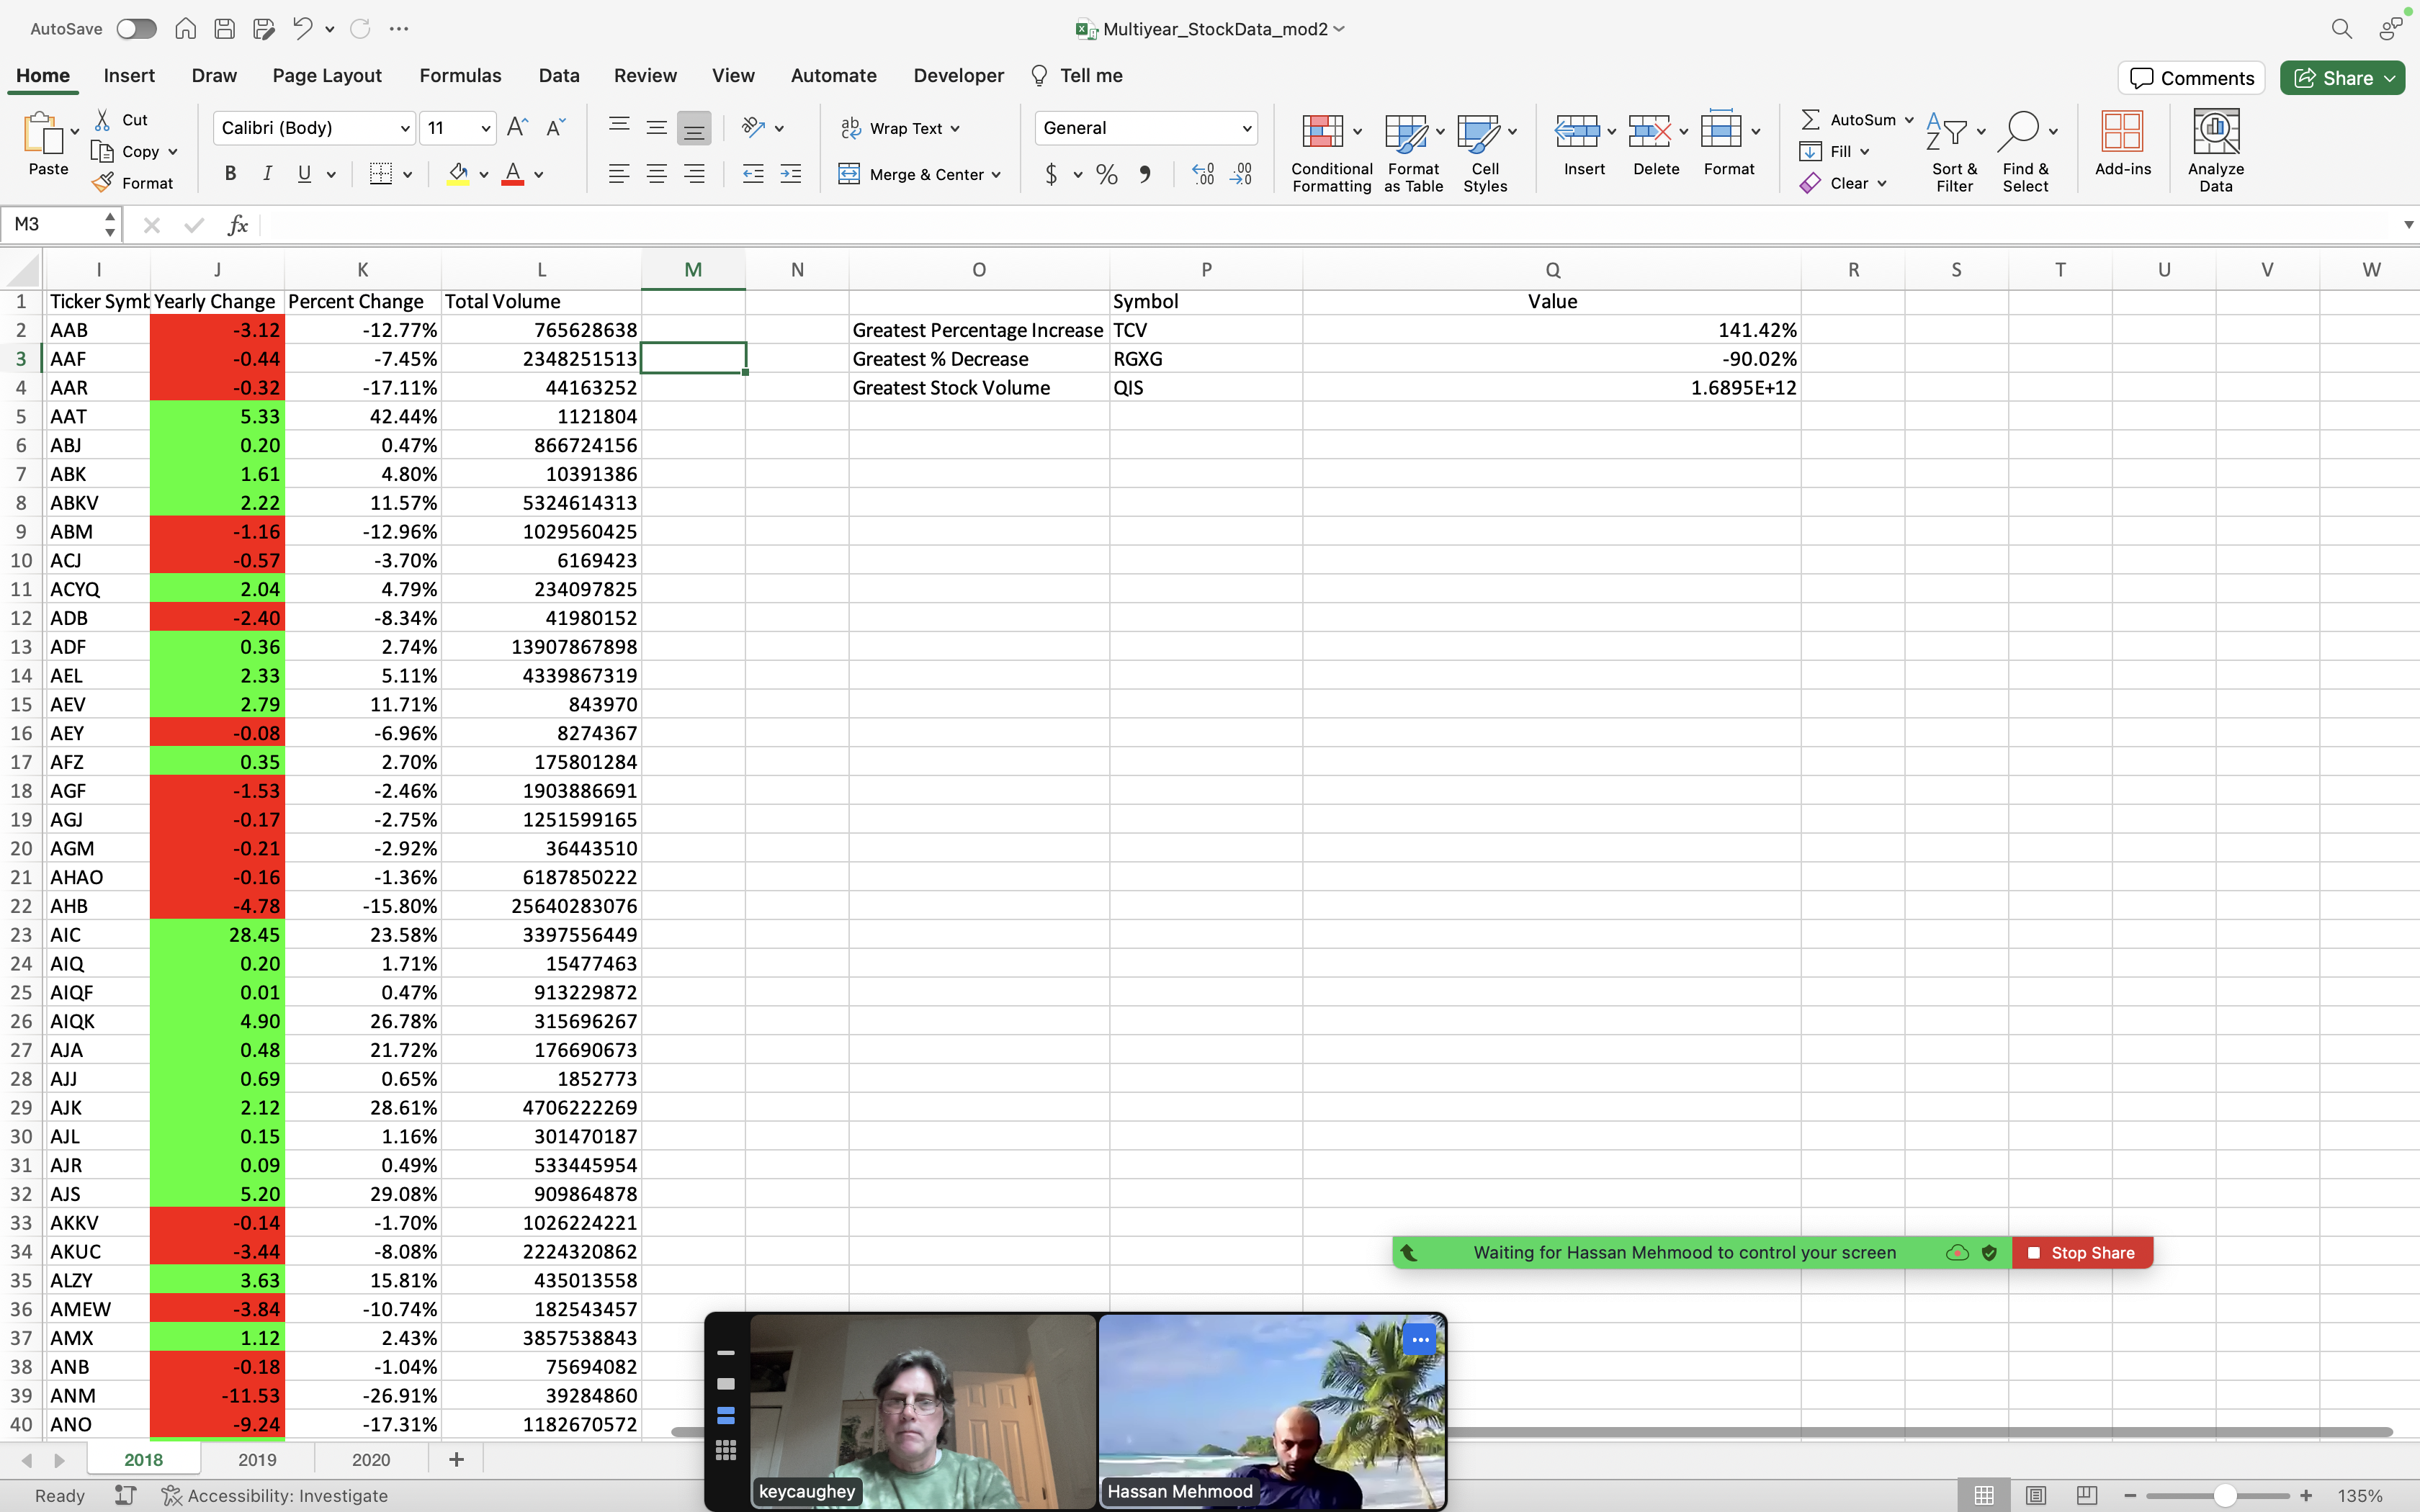 AutoSave
Multiyear_StockData_mod2
Home Insert Draw Page Layout Formulas Data Review View Automate Developer Tell me
Comments Share
Paste Cut Copy Format
Calibri (Body) 11
B I U
Wrap Text
Merge & Center
General
$ %
Conditional Formatting
Format as Table
Cell Styles
Insert Delete Format
AutoSum
Fill
Clear
Sort & Filter
Find & Select
Add-ins
Analyze Data
M3 fx
I J K L M N O P Q R S T U V W
1 Ticker Symb Yearly Change Percent Change Total Volume Symbol Value
2 AAB -3.12 -12.77% 765628638 Greatest Percentage Increase TCV 141.42%
3 AAF -0.44 -7.45% 2348251513 Greatest % Decrease RGXG -90.02%
4 AAR -0.32 -17.11% 44163252 Greatest Stock Volume QIS 1.6895E+12
5 AAT 5.33 42.44% 1121804
6 ABJ 0.20 0.47% 866724156
7 ABK 1.61 4.80% 10391386
8 ABKV 2.22 11.57% 5324614313
9 ABM -1.16 -12.96% 1029560425
10 ACJ -0.57 -3.70% 6169423
11 ACYQ 2.04 4.79% 234097825
12 ADB -2.40 -8.34% 41980152
13 ADF 0.36 2.74% 13907867898
14 AEL 2.33 5.11% 4339867319
15 AEV 2.79 11.71% 843970
16 AEY -0.08 -6.96% 8274367
17 AFZ 0.35 2.70% 175801284
18 AGF -1.53 -2.46% 1903886691
19 AGJ -0.17 -2.75% 1251599165
20 AGM -0.21 -2.92% 36443510
21 AHAO -0.16 -1.36% 6187850222
22 AHB -4.78 -15.80% 25640283076
23 AIC 28.45 23.58% 3397556449
24 AIQ 0.20 1.71% 15477463
25 AIQF 0.01 0.47% 913229872
26 AIQK 4.90 26.78% 315696267
27 AJA 0.48 21.72% 176690673
28 AJJ 0.69 0.65% 1852773
29 AJK 2.12 28.61% 4706222269
30 AJL 0.15 1.16% 301470187
31 AJR 0.09 0.49% 533445954
32 AJS 5.20 29.08% 909864878
33 AKKV -0.14 -1.70% 1026224221
34 AKUC -3.44 -8.08% 2224320862
Waiting for Hassan Mehmood to control your screen Stop Share
35 ALZY 3.63 15.81% 435013558
36 AMEW -3.84 -10.74% 182543457
37 AMX 1.12 2.43% 3857538843
38 ANB -0.18 -1.04% 75694082
39 ANM -11.53 -26.91% 39284860
40 ANO -9.24 -17.31% 1182670572
keycaughey Hassan Mehmood
2018 2019 2020
Ready Accessibility: Investigate 135%